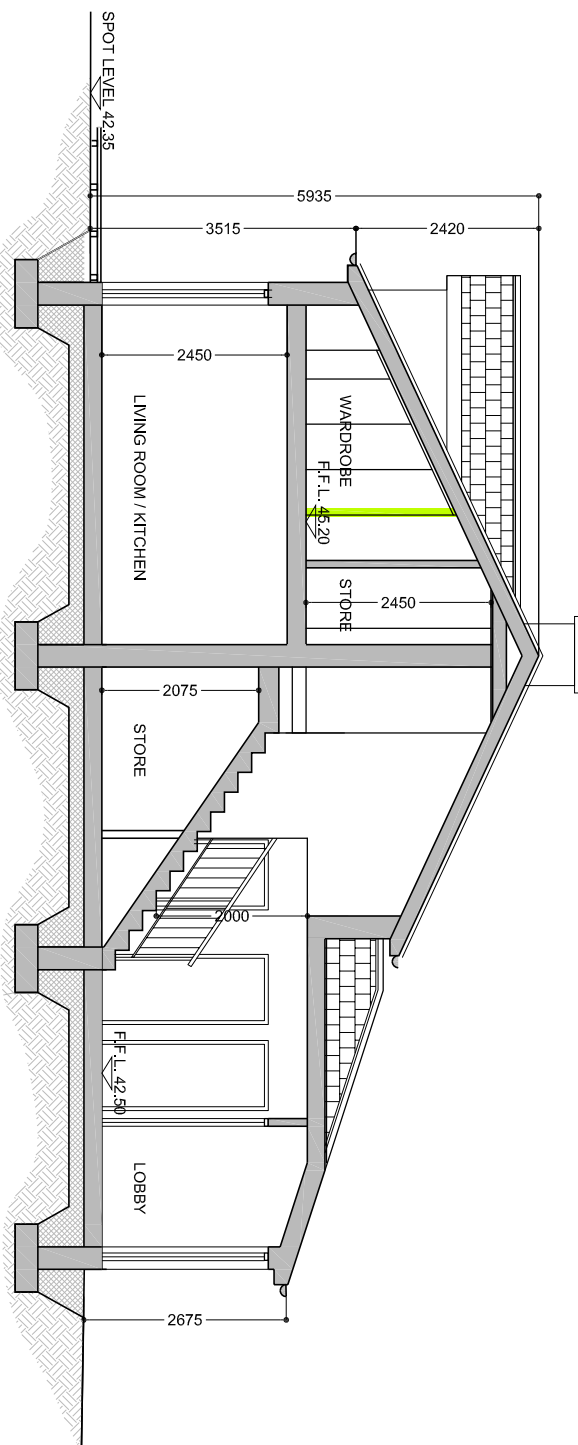 SPOT LEVEL 42.35
5935
3515
2420
2450
LIVING ROOM / KITCHEN
WARDROBE
F.F.L. 45.20
STORE
2450
2075
STORE
2000
F.F.L. 42.50
LOBBY
2675